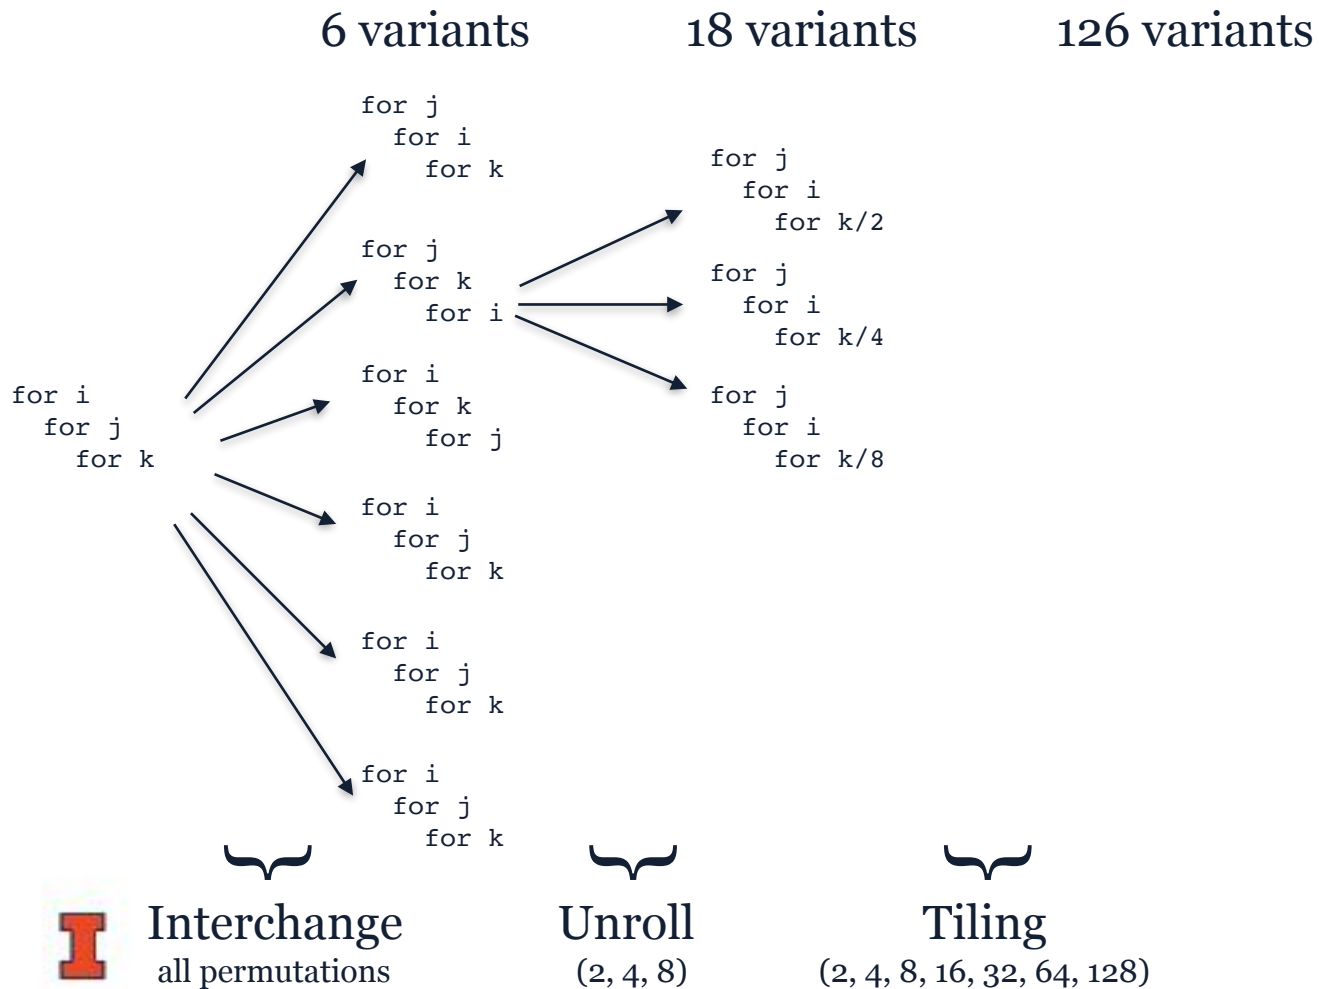 6 variants
18 variants
126 variants
for i
for j
for k
for j
for i
for k
for j
for k
for i
for i
for k
for j
for i
for j
for k
for i
for j
for k
for i
for j
for k
for j
for i
for k/2
for j
for i
for k/4
for j
for i
for k/8
Interchange
all permutations
Unroll
(2, 4, 8)
Tiling
(2, 4, 8, 16, 32, 64, 128)